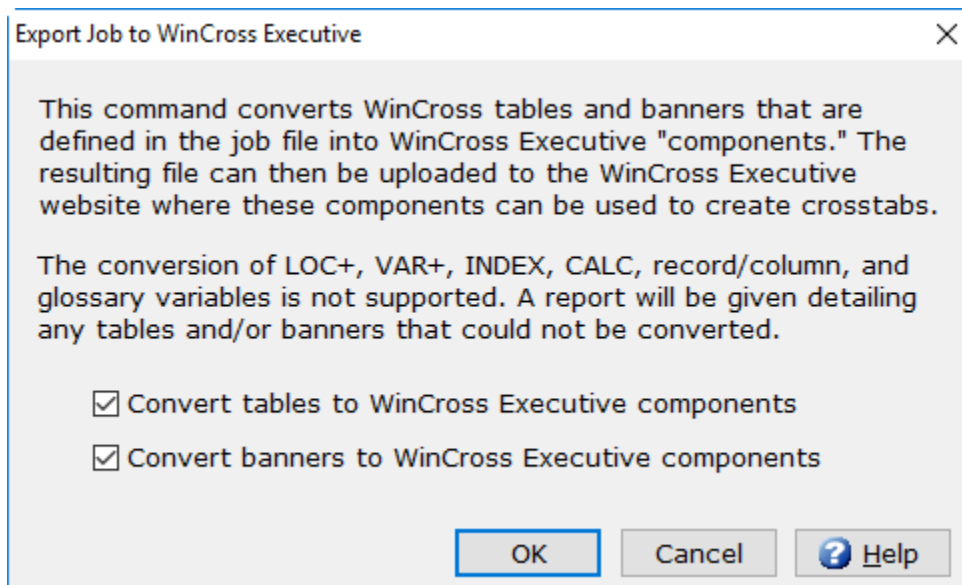 Export Job to WinCross Executive
This command converts WinCross tables and banners that are
defined in the job file into WinCross Executive "components." The
resulting file can then be uploaded to the WinCross Executive
website where these components can be used to create crosstabs.
The conversion of LOC+, VAR+, INDEX, CALC, record/column, and
glossary variables is not supported. A report will be given detailing
any tables and/or banners that could not be converted.
Convert tables to WinCross Executive components
Convert banners to WinCross Executive components
OK Cancel Help